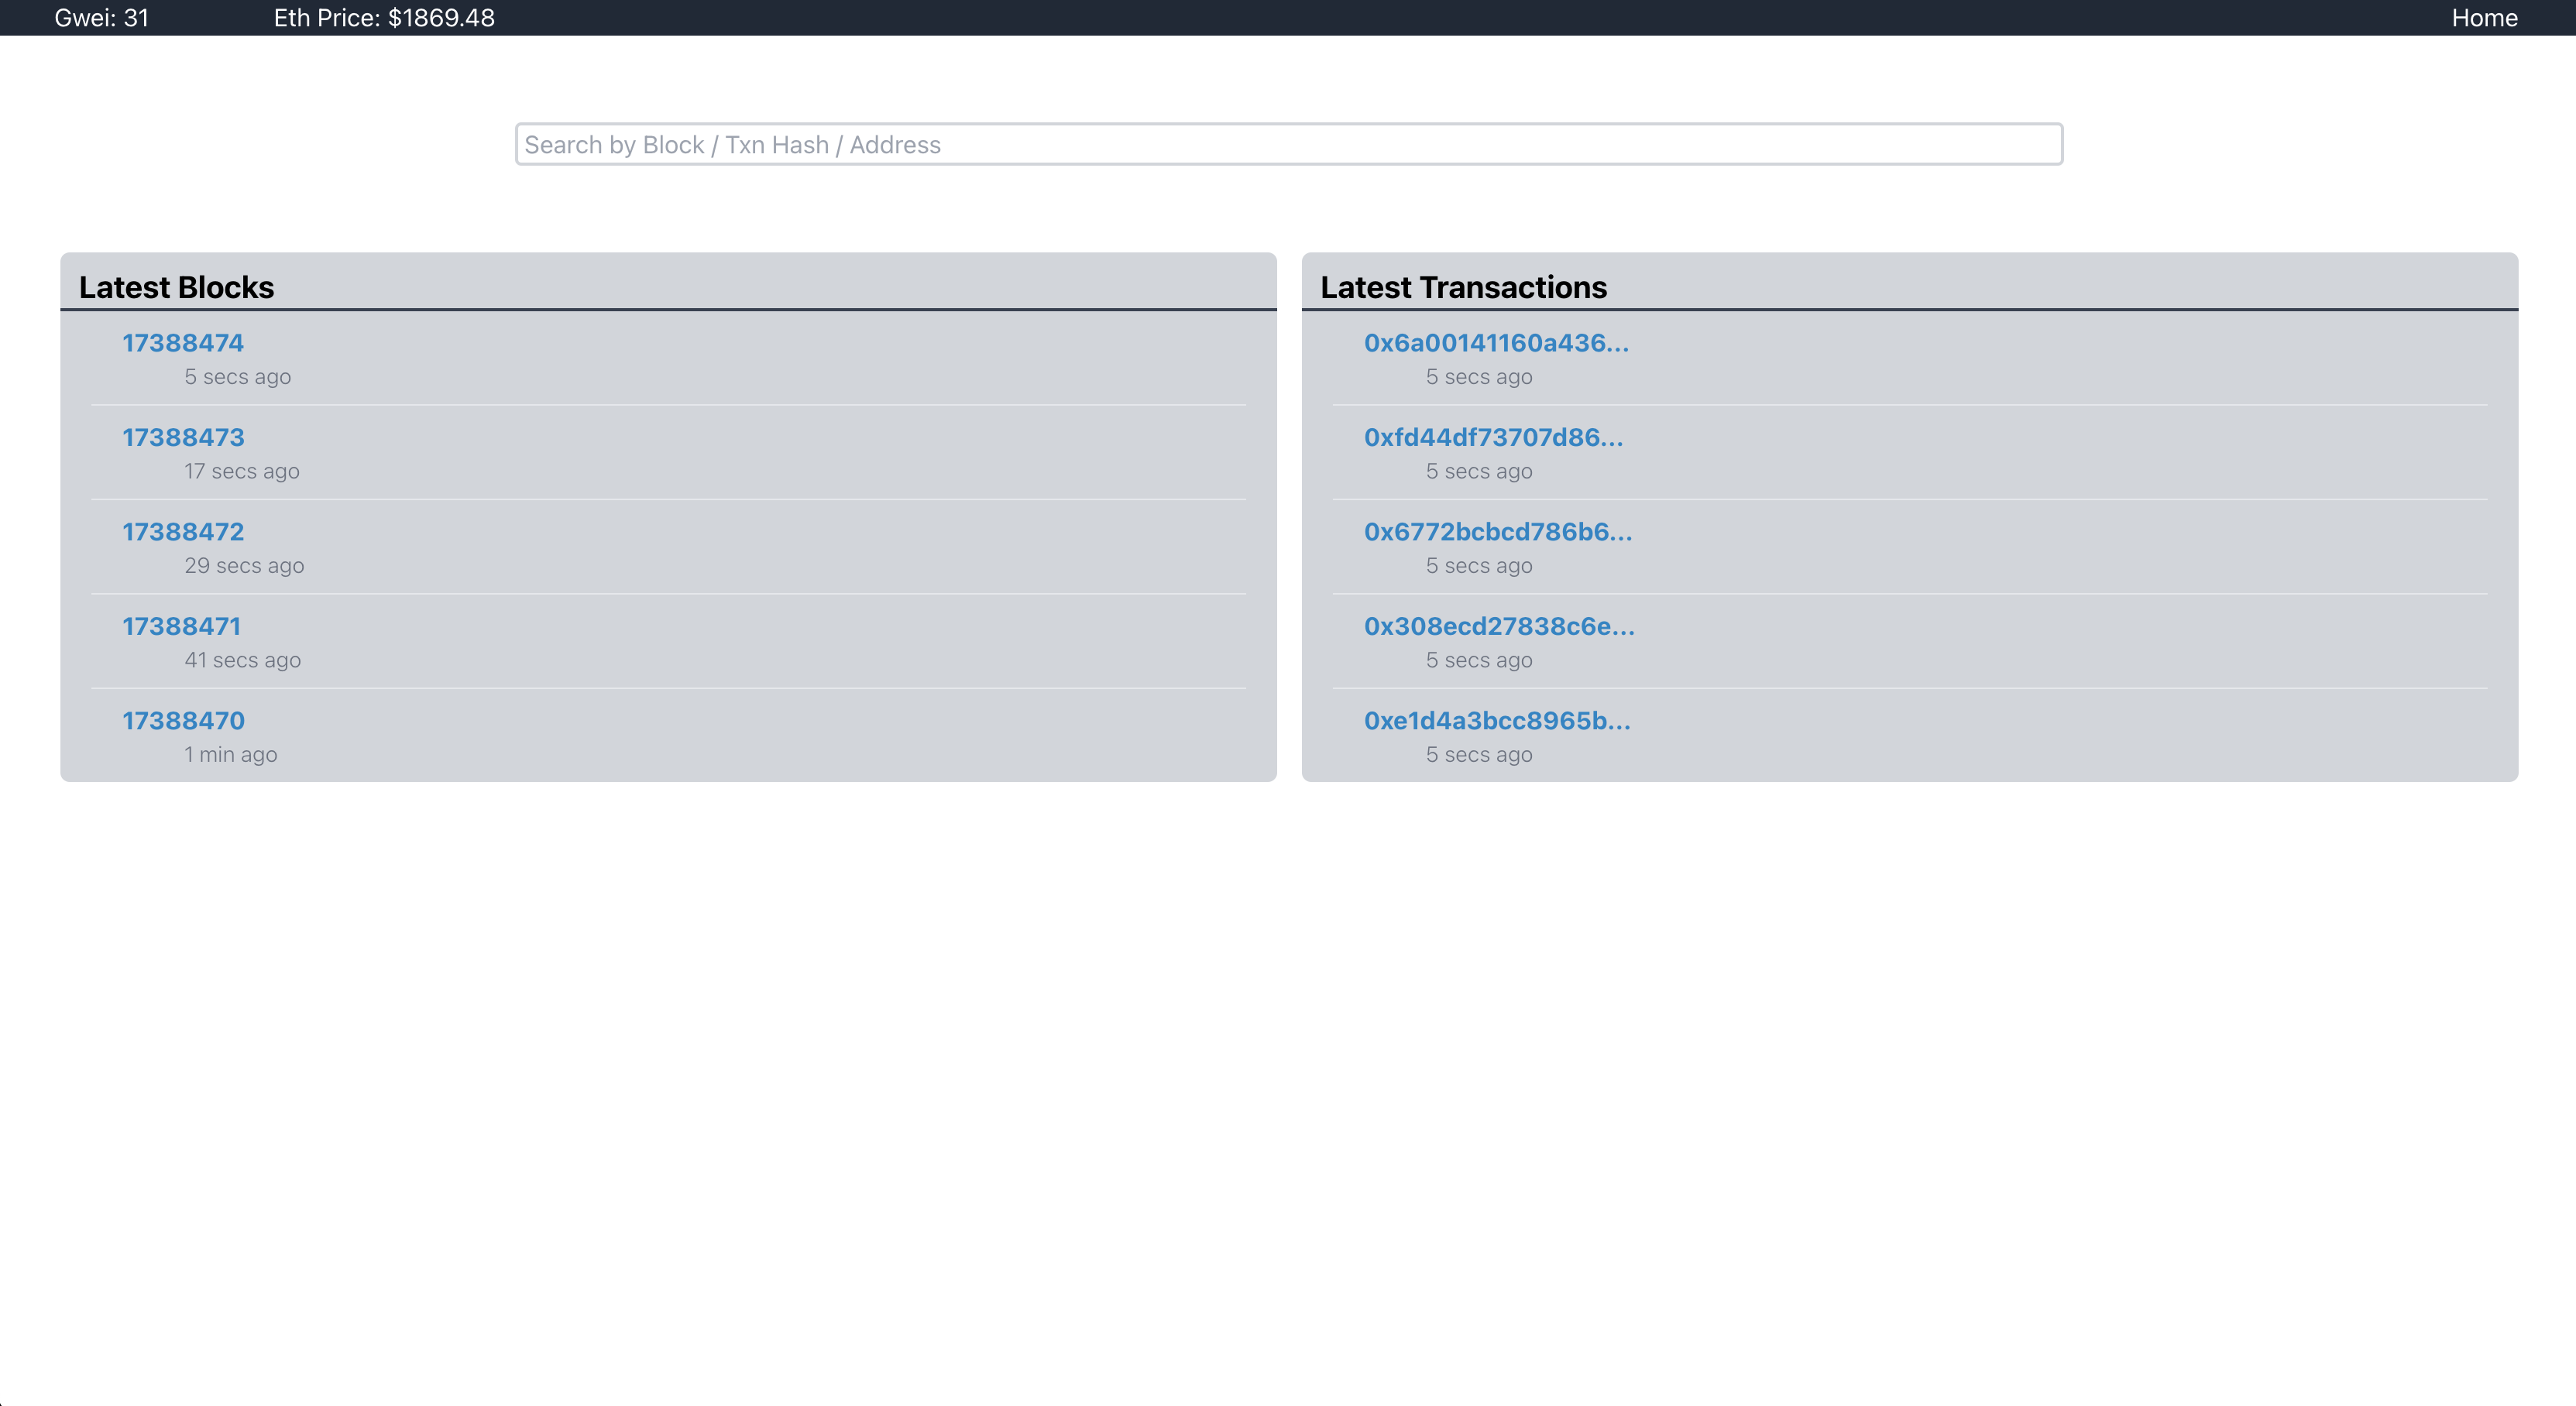 Gwei: 31 Eth Price: $1869.48 Home
Search by Block / Txn Hash / Address
Latest Blocks
17388474
5 secs ago
17388473
17 secs ago
17388472
29 secs ago
17388471
41 secs ago
17388470
1 min ago
Latest Transactions
0x6a00141160a436...
5 secs ago
0xfd44df73707d86...
5 secs ago
0x6772bcbcd786b6...
5 secs ago
0x308ecd27838c6e...
5 secs ago
0xe1d4a3bcc8965b...
5 secs ago